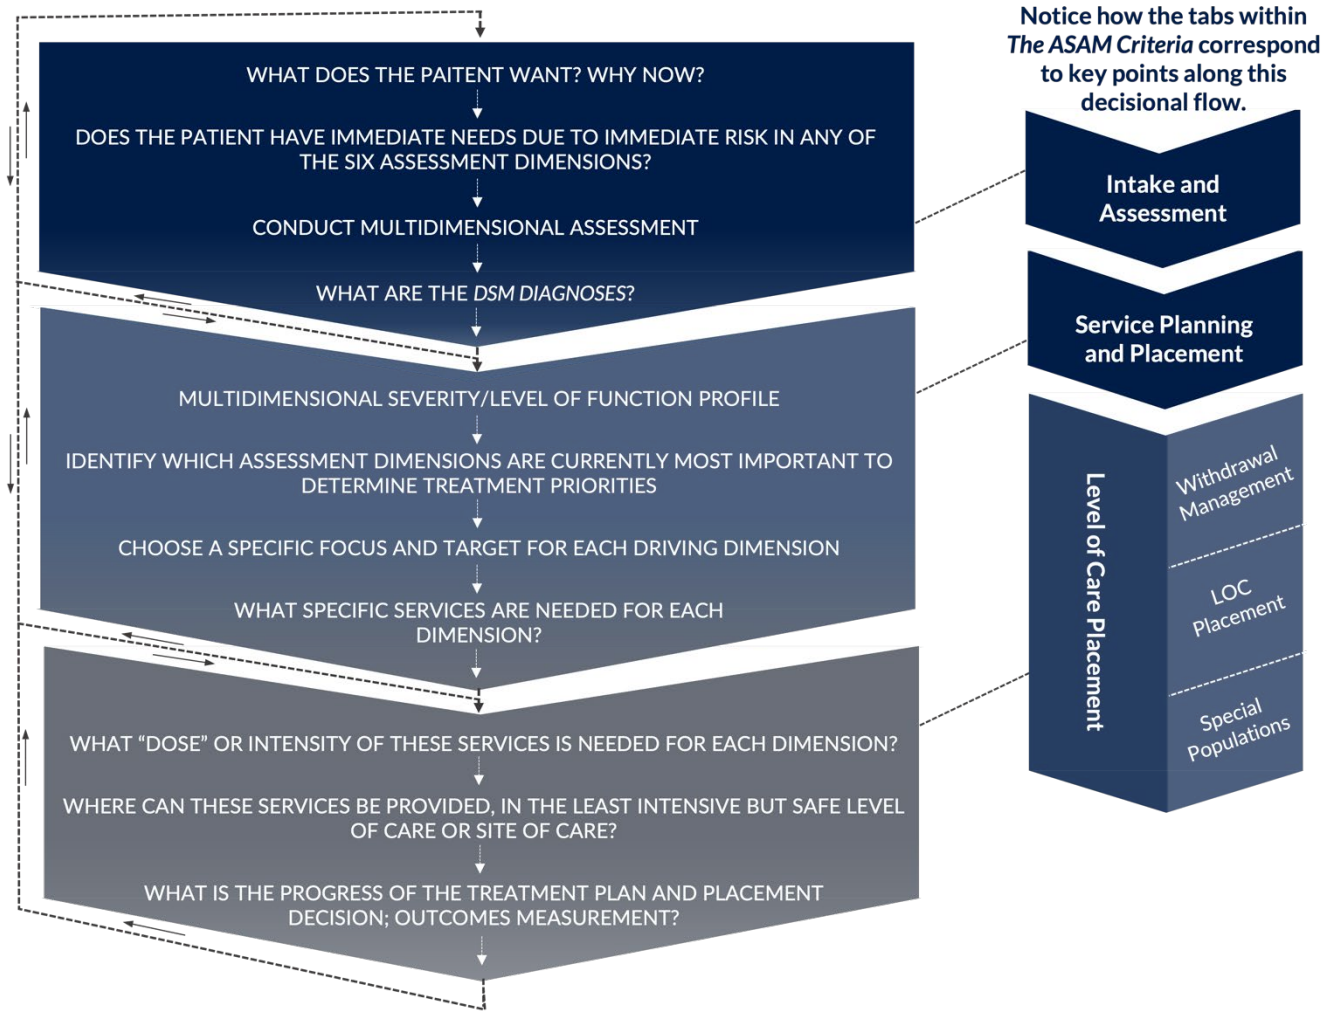 WHAT DOES THE PAITENT WANT? WHY NOW?
DOES THE PATIENT HAVE IMMEDIATE NEEDS DUE TO IMMEDIATE RISK IN ANY OF
THE SIX ASSESSMENT DIMENSIONS?
CONDUCT MULTIDIMENSIONAL ASSESSMENT
WHAT ARE THE DSM DIAGNOSES?
MULTIDIMENSIONAL SEVERITY/LEVEL OF FUNCTION PROFILE
IDENTIFY WHICH ASSESSMENT DIMENSIONS ARE CURRENTLY MOST IMPORTANT TO
DETERMINE TREATMENT PRIORITIES
CHOOSE A SPECIFIC FOCUS AND TARGET FOR EACH DRIVING DIMENSION
WHAT SPECIFIC SERVICES ARE NEEDED FOR EACH
DIMENSION?
WHAT “DOSE” OR INTENSITY OF THESE SERVICES IS NEEDED FOR EACH DIMENSION?
WHERE CAN THESE SERVICES BE PROVIDED, IN THE LEAST INTENSIVE BUT SAFE LEVEL
OF CARE OR SITE OF CARE?
WHAT IS THE PROGRESS OF THE TREATMENT PLAN AND PLACEMENT
DECISION; OUTCOMES MEASUREMENT?
Notice how the tabs within
The ASAM Criteria correspond
to key points along this
decisional flow.
Intake and
Assessment
Service Planning
and Placement
Level of Care Placement
Withdrawal
Management
LOC
Placement
Special
Populations